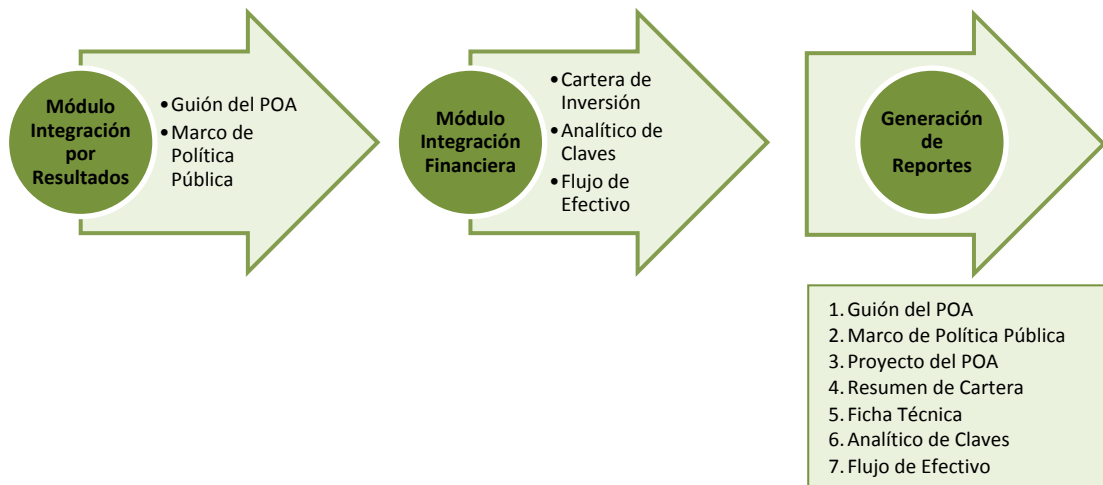 Módulo
Integración
por
Resultados
•Guión del POA
•Marco de
Política
Pública
Módulo
Integración
Financiera
•Cartera de
Inversión
•Analítico de
Claves
•Flujo de
Efectivo
Generación
de
Reportes
1. Guión del POA
2. Marco de Política Pública
3. Proyecto del POA
4. Resumen de Cartera
5. Ficha Técnica
6. Analítico de Claves
7. Flujo de Efectivo